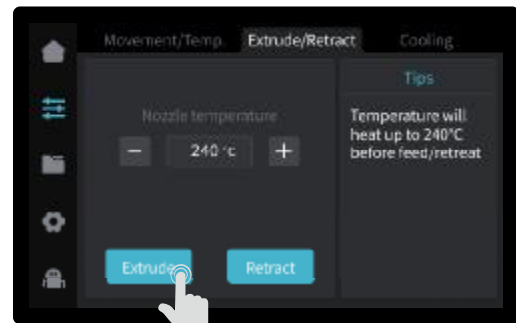 Movement/Temp.
Extrude/Retract
Cooling
Tips
Nozzle temperature
Temperature will
heat up to 240°C
before feed/retreat
− 240 °c +
Extrude
Retract